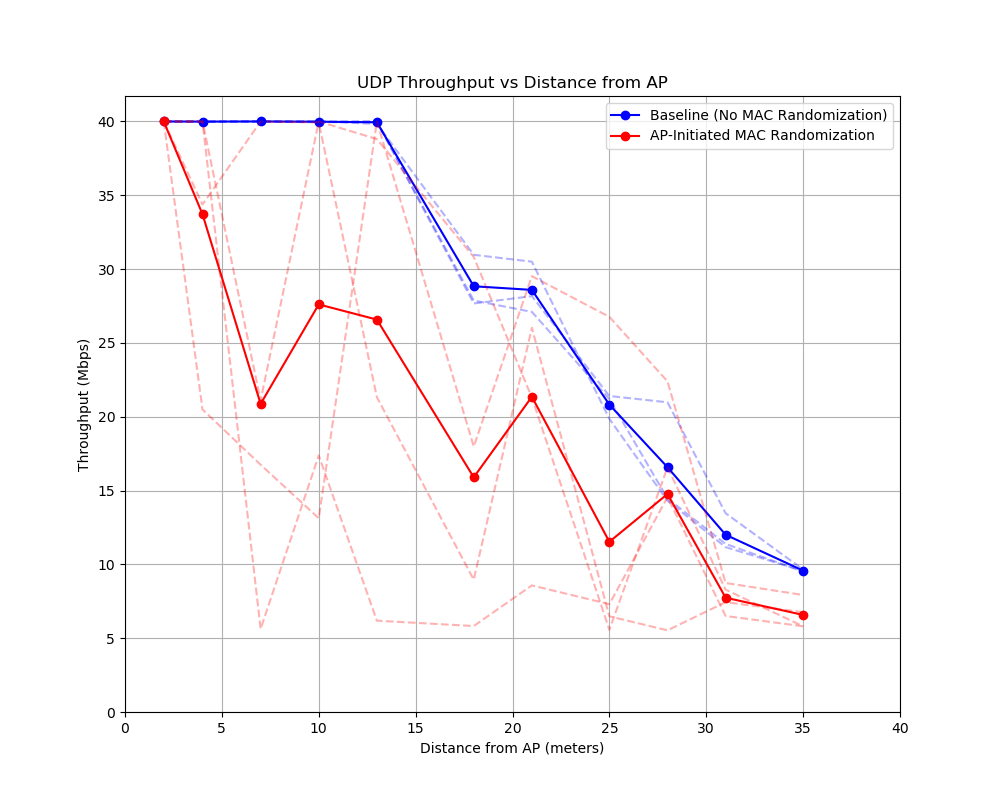 UDP Throughput vs Distance from AP
Baseline (No MAC Randomization)
AP-Initiated MAC Randomization
Throughput (Mbps)
40
35
30
25
20
15
10
5
0
0 5 10 15 20 25 30 35 40
Distance from AP (meters)